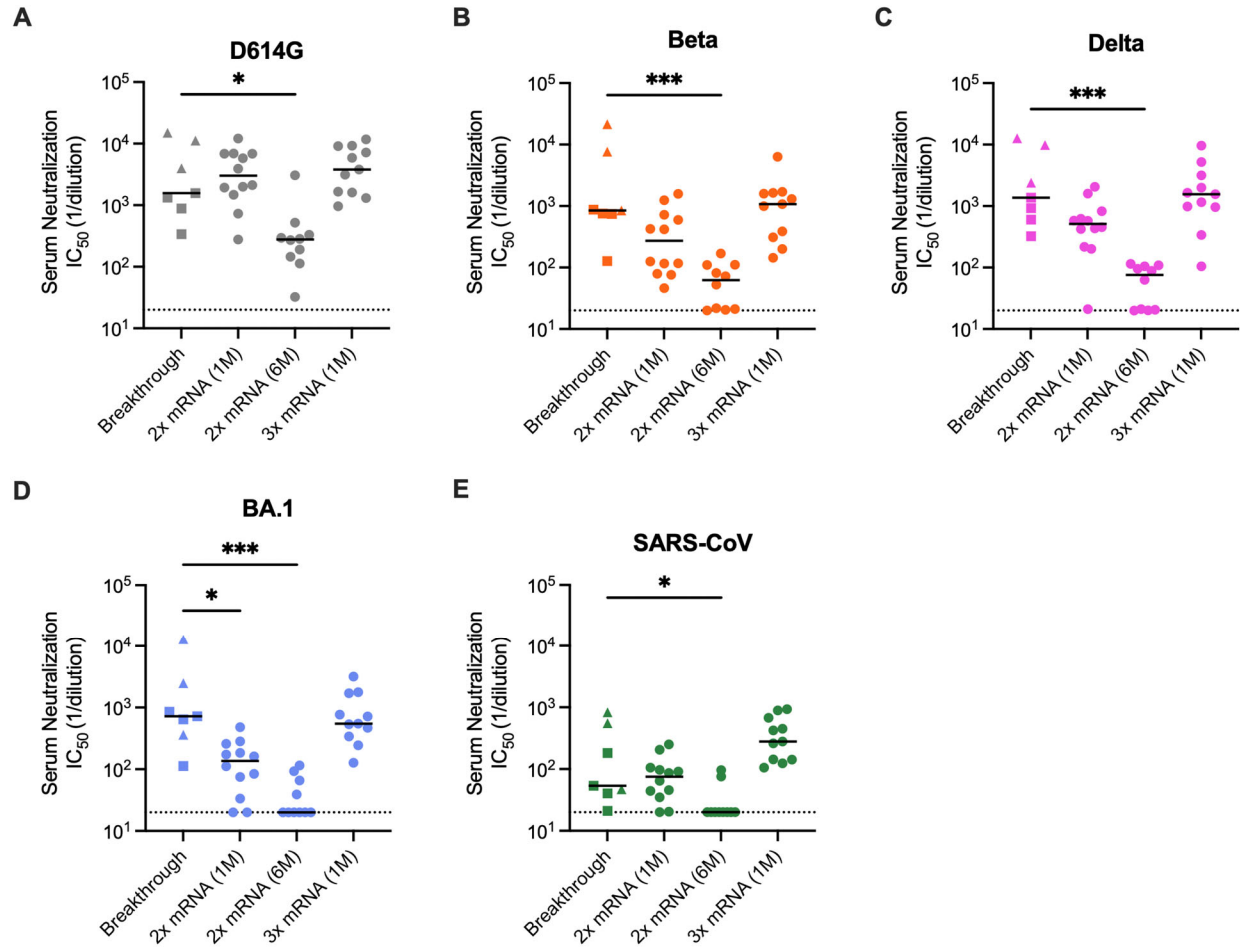 A
D614G
*
Serum Neutralization
IC50 (1/dilution)
10^5
10^4
10^3
10^2
10^1
Breakthrough
2x mRNA (1M)
2x mRNA (6M)
3x mRNA (1M)
B
Beta
***
Serum Neutralization
IC50 (1/dilution)
10^5
10^4
10^3
10^2
10^1
Breakthrough
2x mRNA (1M)
2x mRNA (6M)
3x mRNA (1M)
C
Delta
***
Serum Neutralization
IC50 (1/dilution)
10^5
10^4
10^3
10^2
10^1
Breakthrough
2x mRNA (1M)
2x mRNA (6M)
3x mRNA (1M)
D
BA.1
***
*
Serum Neutralization
IC50 (1/dilution)
10^5
10^4
10^3
10^2
10^1
Breakthrough
2x mRNA (1M)
2x mRNA (6M)
3x mRNA (1M)
E
SARS-CoV
*
Serum Neutralization
IC50 (1/dilution)
10^5
10^4
10^3
10^2
10^1
Breakthrough
2x mRNA (1M)
2x mRNA (6M)
3x mRNA (1M)